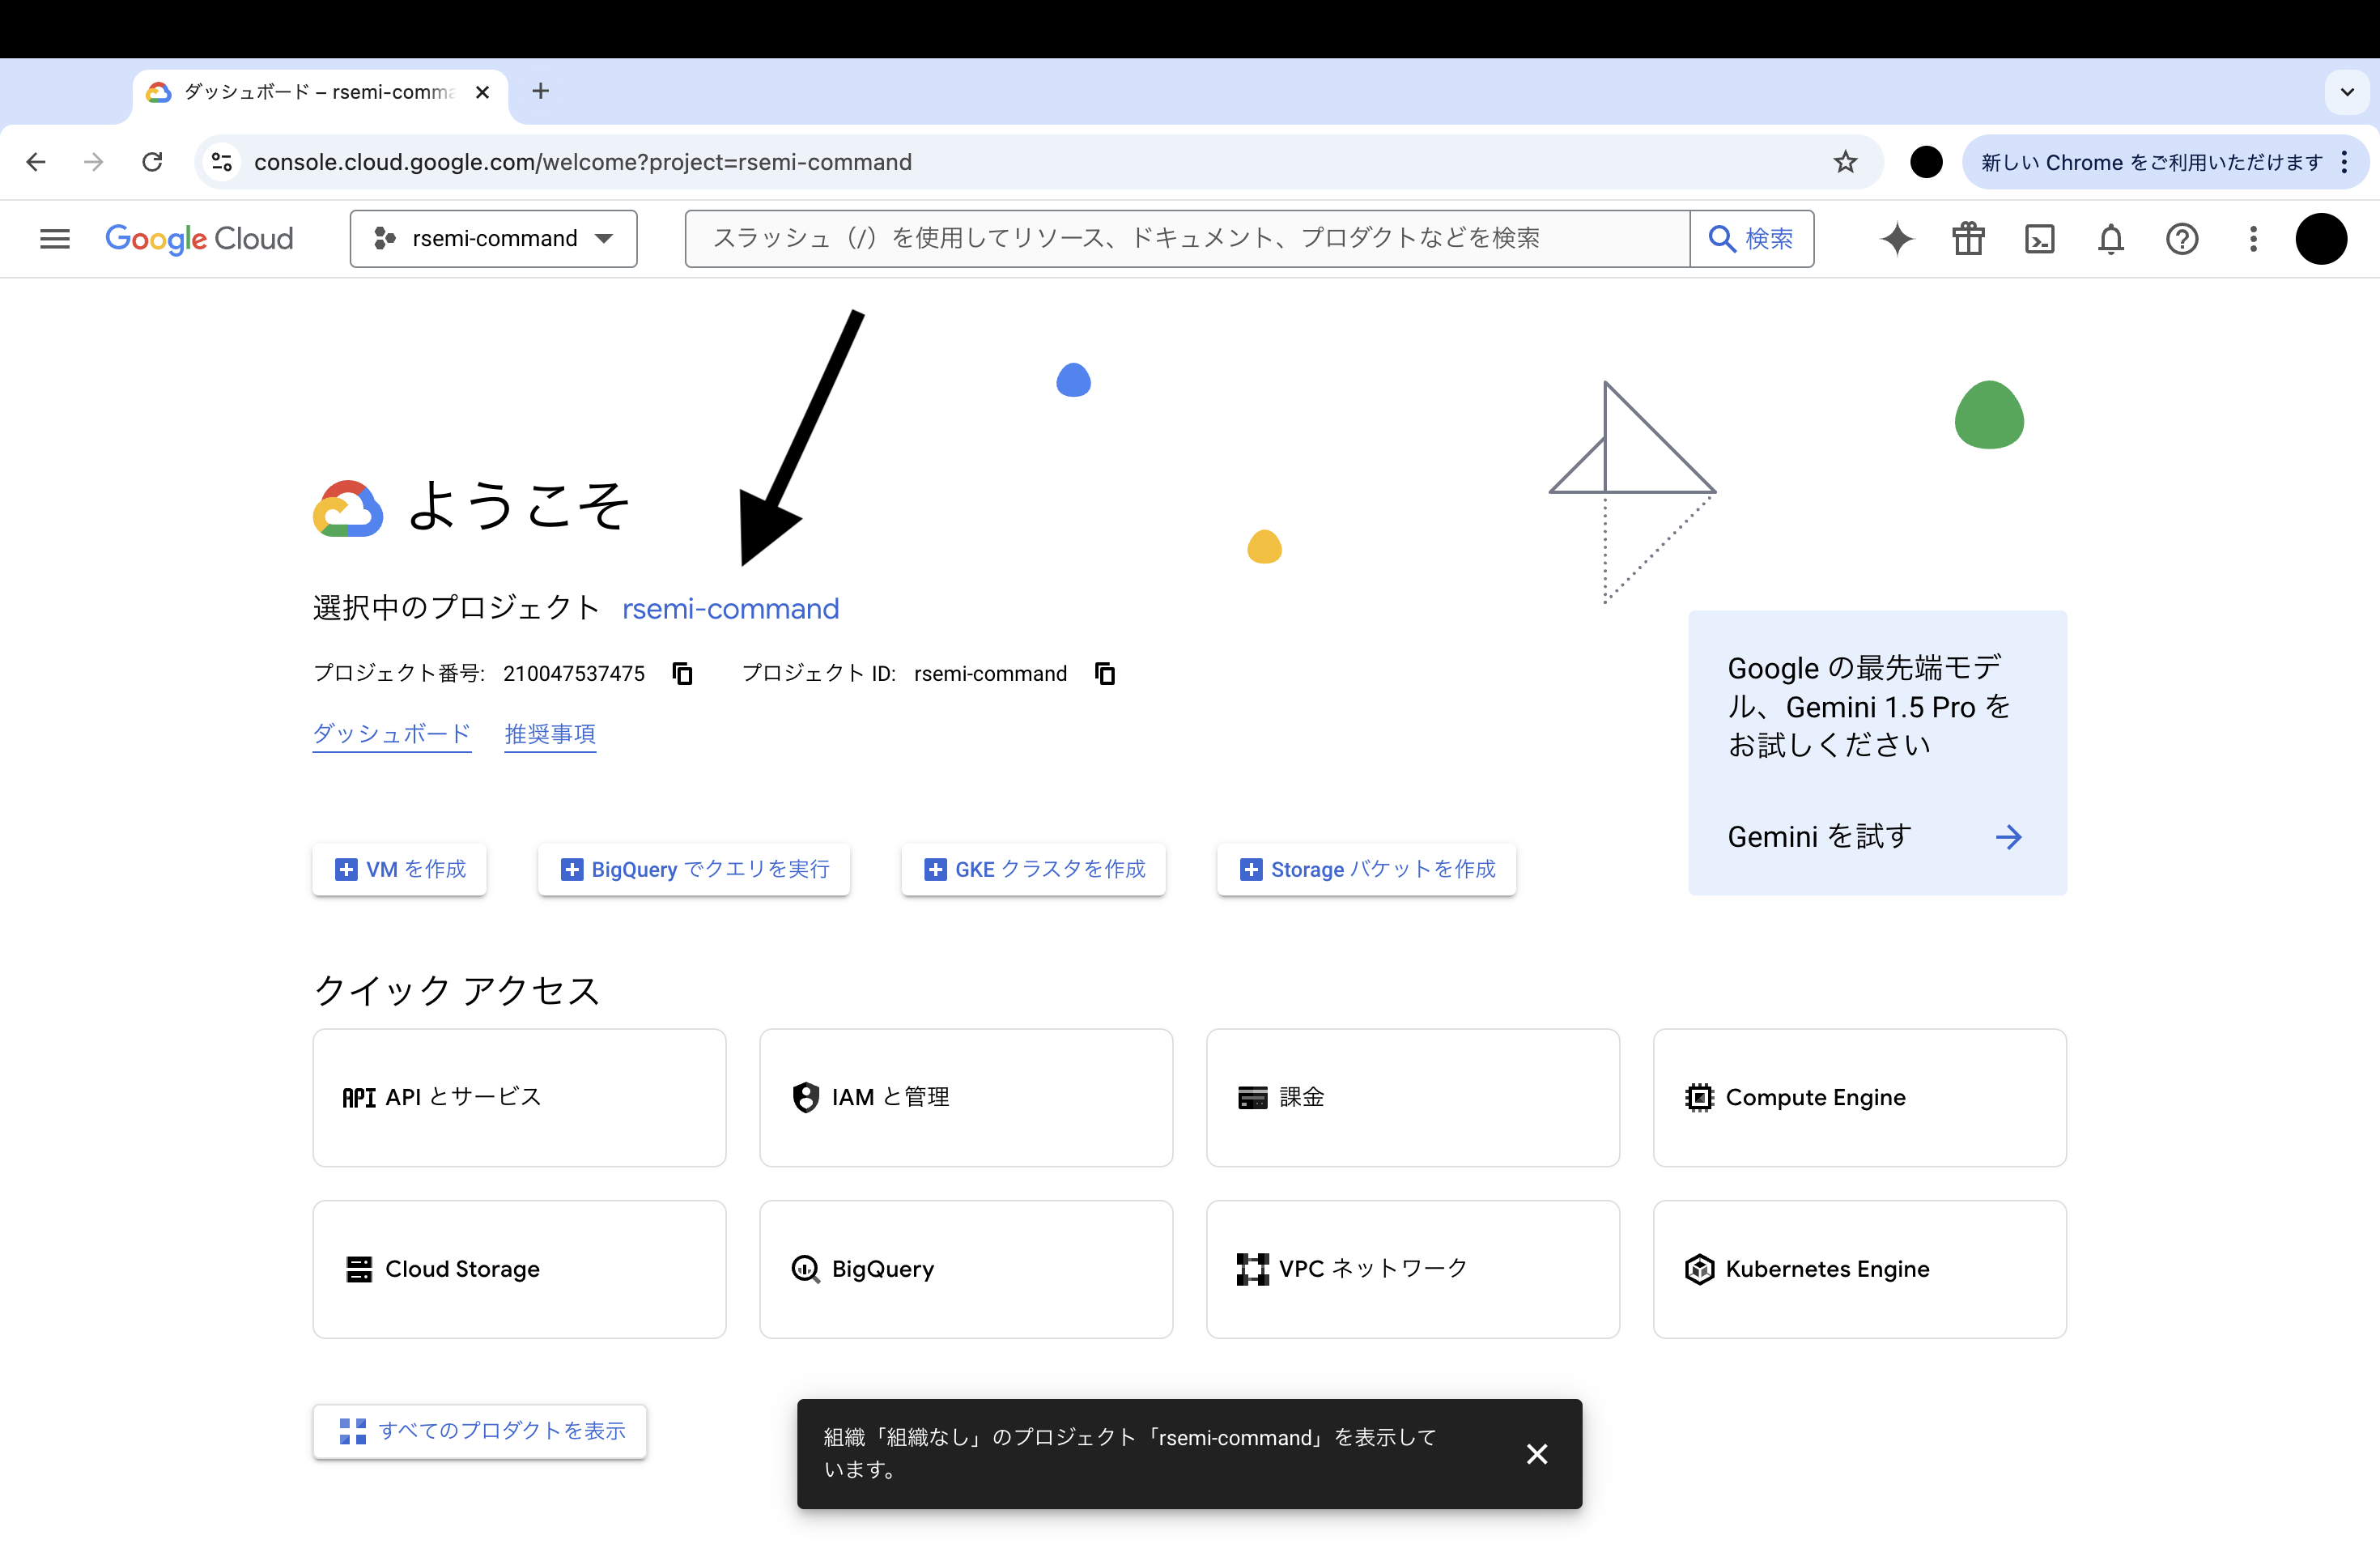 ダッシュボード – rsemi-comma
console.cloud.google.com/welcome?project=rsemi-command
新しい Chrome をご利用いただけます
Google Cloud
rsemi-command
スラッシュ（/）を使用してリソース、ドキュメント、プロダクトなどを検索
検索
ようこそ
選択中のプロジェクト rsemi-command
プロジェクト番号: 210047537475 プロジェクト ID: rsemi-command
ダッシュボード 推奨事項
Google の最先端モデ
ル、Gemini 1.5 Pro を
お試しください
Gemini を試す
VM を作成
BigQuery でクエリを実行
GKE クラスタを作成
Storage バケットを作成
クイック アクセス
API API とサービス
IAM と管理
課金
Compute Engine
Cloud Storage
BigQuery
VPC ネットワーク
Kubernetes Engine
すべてのプロダクトを表示
組織「組織なし」のプロジェクト「rsemi-command」を表示して
います。